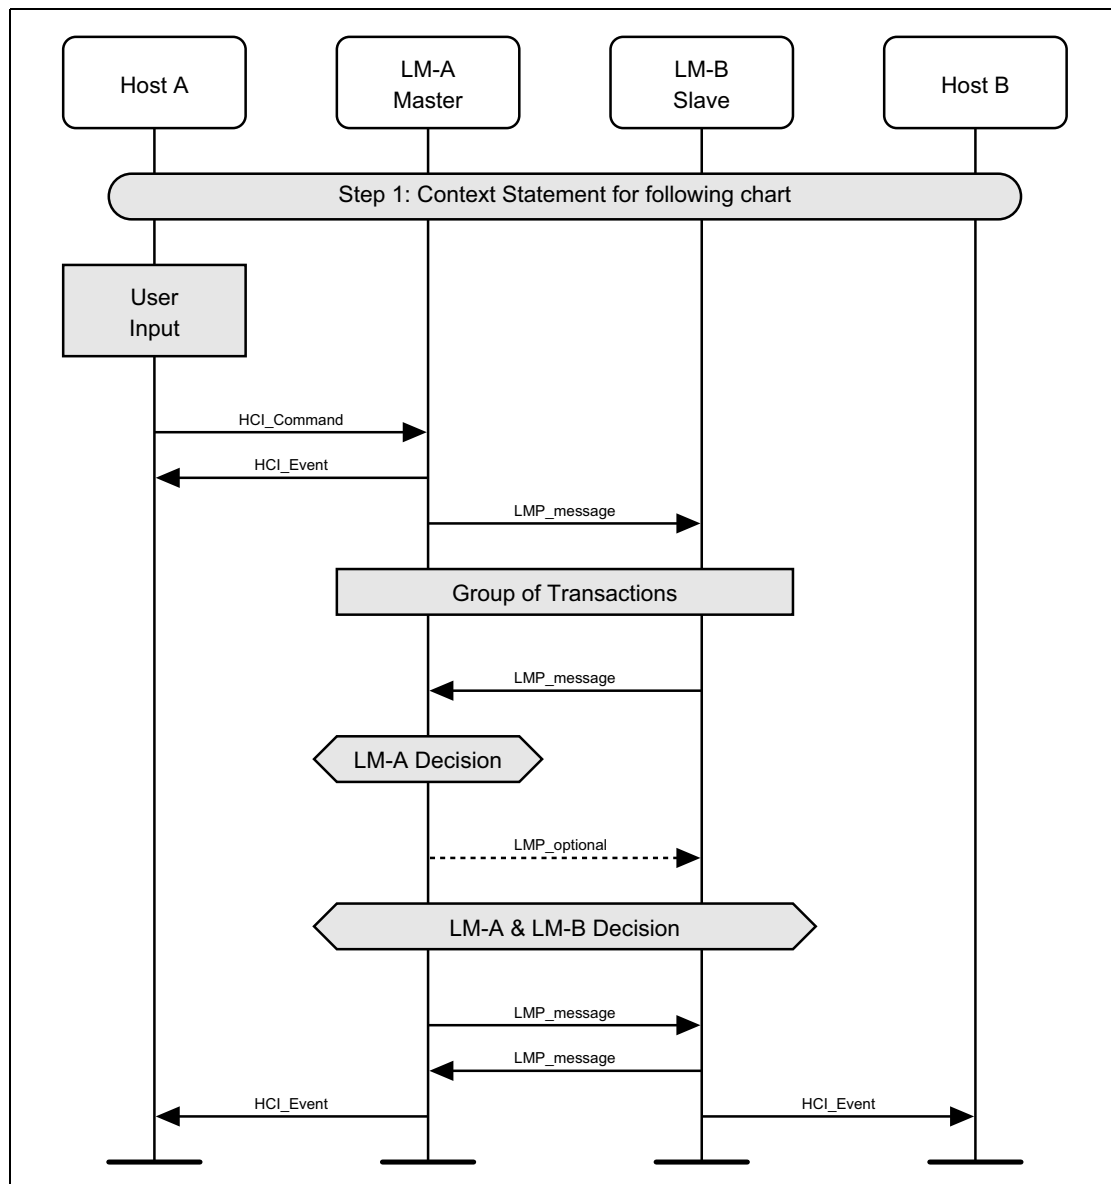 Host A
LM-A
Master
LM-B
Slave
Host B
Step 1: Context Statement for following chart
User
Input
HCI_Command
HCI_Event
LMP_message
Group of Transactions
LMP_message
LM-A Decision
LMP_optional
LM-A & LM-B Decision
LMP_message
LMP_message
HCI_Event
HCI_Event